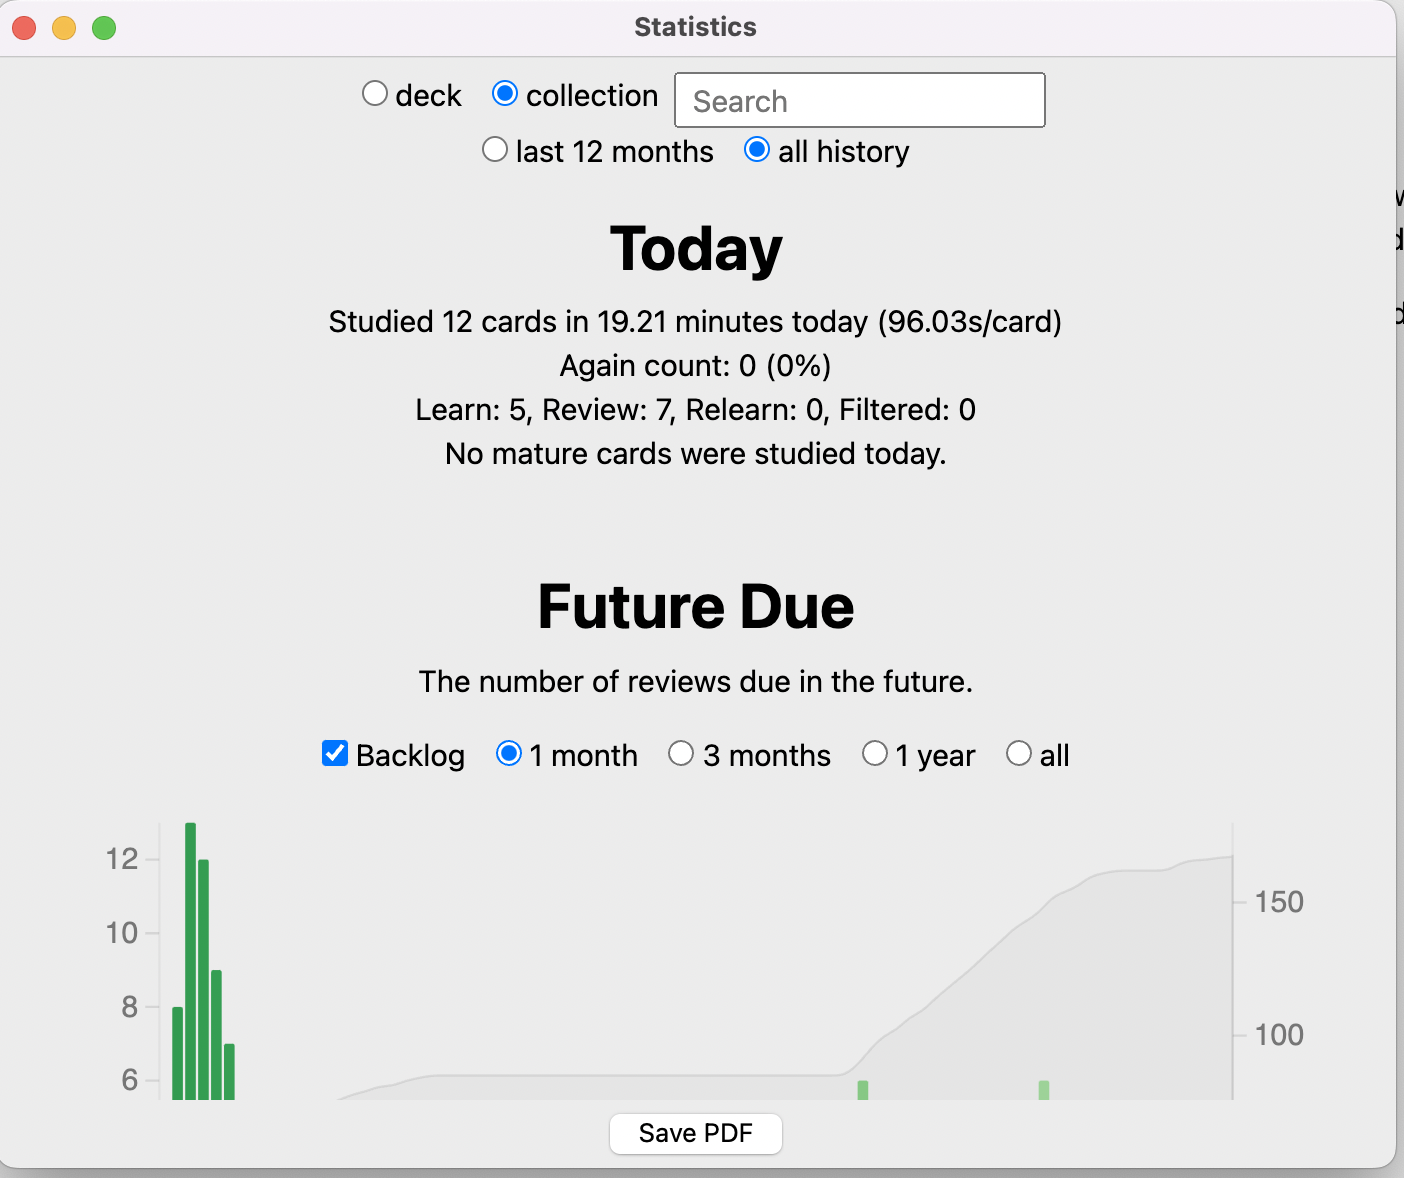 Statistics
deck collection Search
last 12 months all history
Today
Studied 12 cards in 19.21 minutes today (96.03s/card)
Again count: 0 (0%)
Learn: 5, Review: 7, Relearn: 0, Filtered: 0
No mature cards were studied today.
Future Due
The number of reviews due in the future.
Backlog 1 month 3 months 1 year all
12
150
10
8
100
6
Save PDF